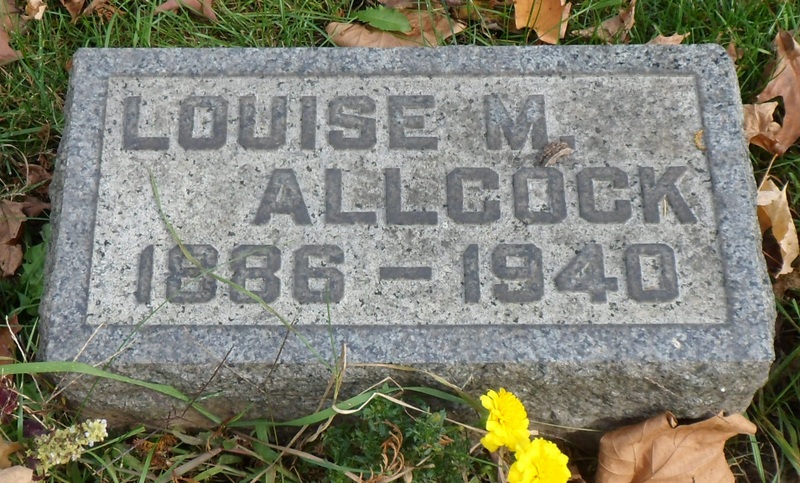 LOUISE M.
ALLCOCK
1886 – 1940